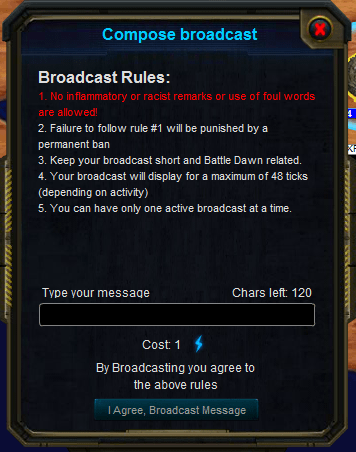 Compose broadcast
Broadcast Rules:
1. No inflammatory or racist remarks or use of foul words
are allowed!
2. Failure to follow rule #1 will be punished by a
permanent ban
3. Keep your broadcast short and Battle Dawn related.
4. Your broadcast will display for a maximum of 48 ticks
(depending on activity)
5. You can have only one active broadcast at a time.
Type your message Chars left: 120
Cost: 1
By Broadcasting you agree to
the above rules
I Agree, Broadcast Message